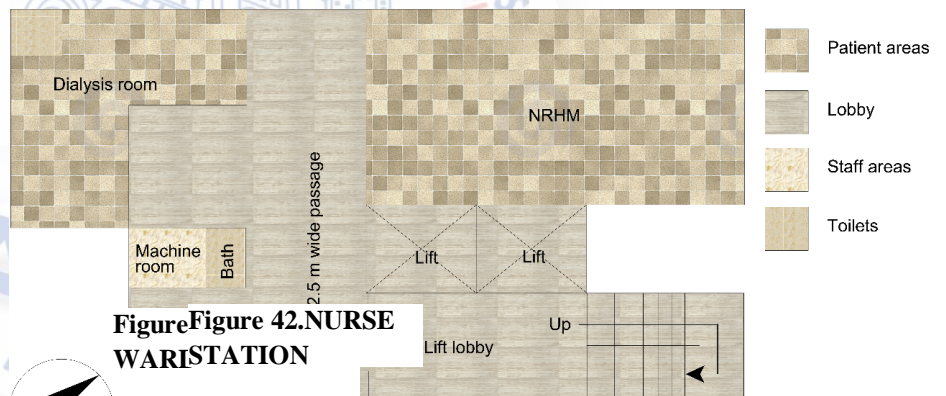 Patient areas
Dialysis room
Lobby
NRHM
2.5 m wide passage
Staff areas
Toilets
Machine
room
Bath
Lift
Lift
Figure
Figure 42.NURSE
STATION
Up
Lift lobby